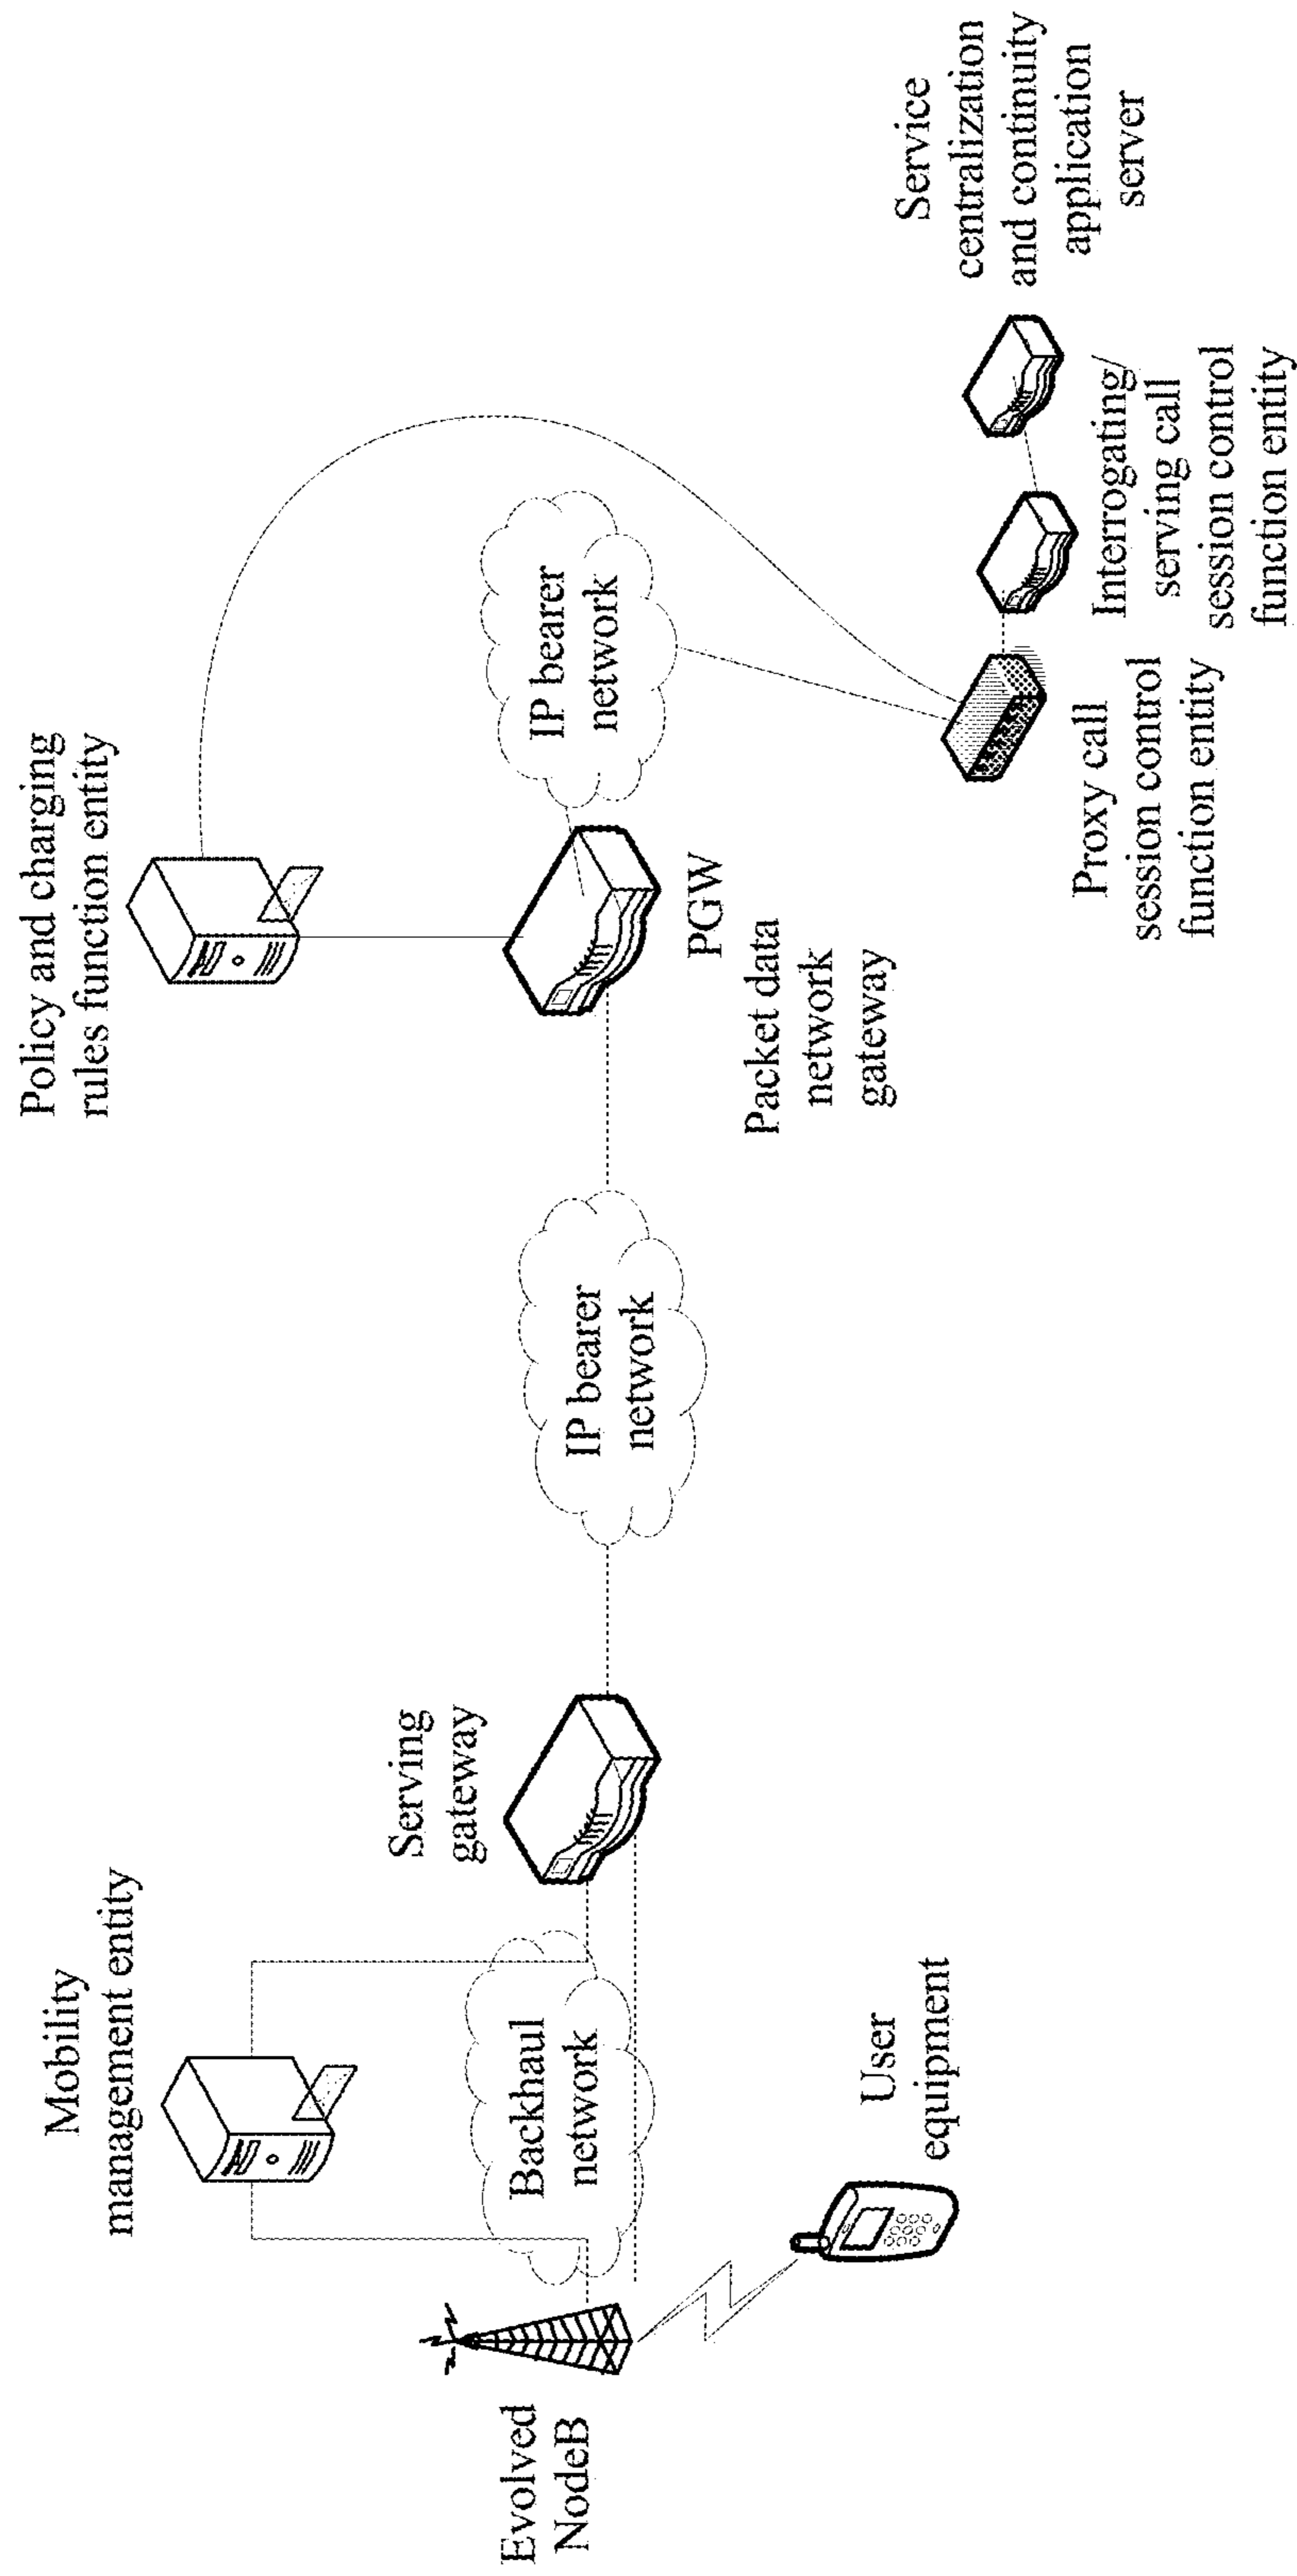 Mobility
management entity
Policy and charging
rules function entity
Serving
gateway
Evolved
NodeB
Backhaul
network
IP bearer
network
IP bearer
network
PGW
Packet data
network
gateway
User
equipment
Service
centralization
and continuity
application
server
Proxy call
session control
function entity
Interrogating/
serving call
session control
function entity